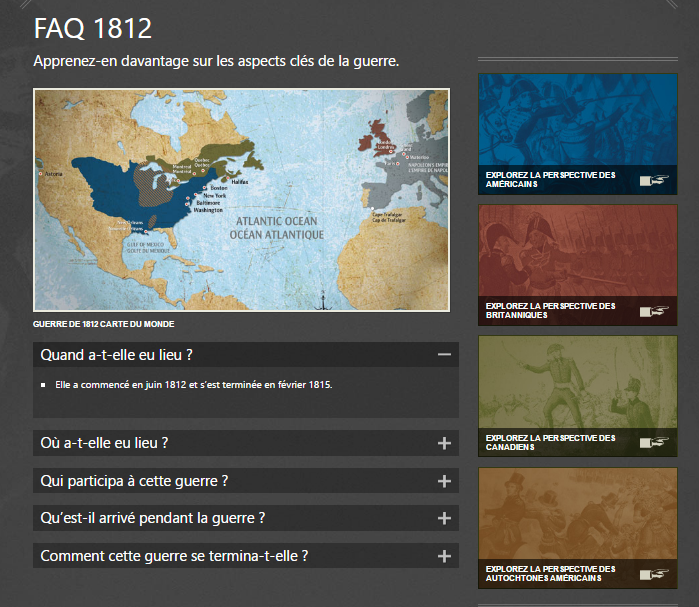 FAQ 1812
Apprenez-en davantage sur les aspects clés de la guerre.
Astoria
Quebec
Québec
Montreal
Montréal
Halifax
Boston
New York
Baltimore
Washington
New Orleans
GULF OF MEXICO
GOLFE DU MEXIQUE
ATLANTIC OCEAN
OCÉAN ATLANTIQUE
London
Londres
Waterloo
Paris
NAPOLEON'S EMPIRE
L'EMPIRE DE NAPOLÉON
Cape Trafalgar
Cap de Trafalgar
GUERRE DE 1812 CARTE DU MONDE
Quand a-t-elle eu lieu ?
Elle a commencé en juin 1812 et s'est terminée en février 1815.
Où a-t-elle eu lieu ?
Qui participa à cette guerre ?
Qu'est-il arrivé pendant la guerre ?
Comment cette guerre se termina-t-elle ?
EXPLOREZ LA PERSPECTIVE DES
AMÉRICAINS
EXPLOREZ LA PERSPECTIVE DES
BRITANNIQUES
EXPLOREZ LA PERSPECTIVE DES
CANADIENS
EXPLOREZ LA PERSPECTIVE DES
AUTOCHTONES AMÉRICAINS